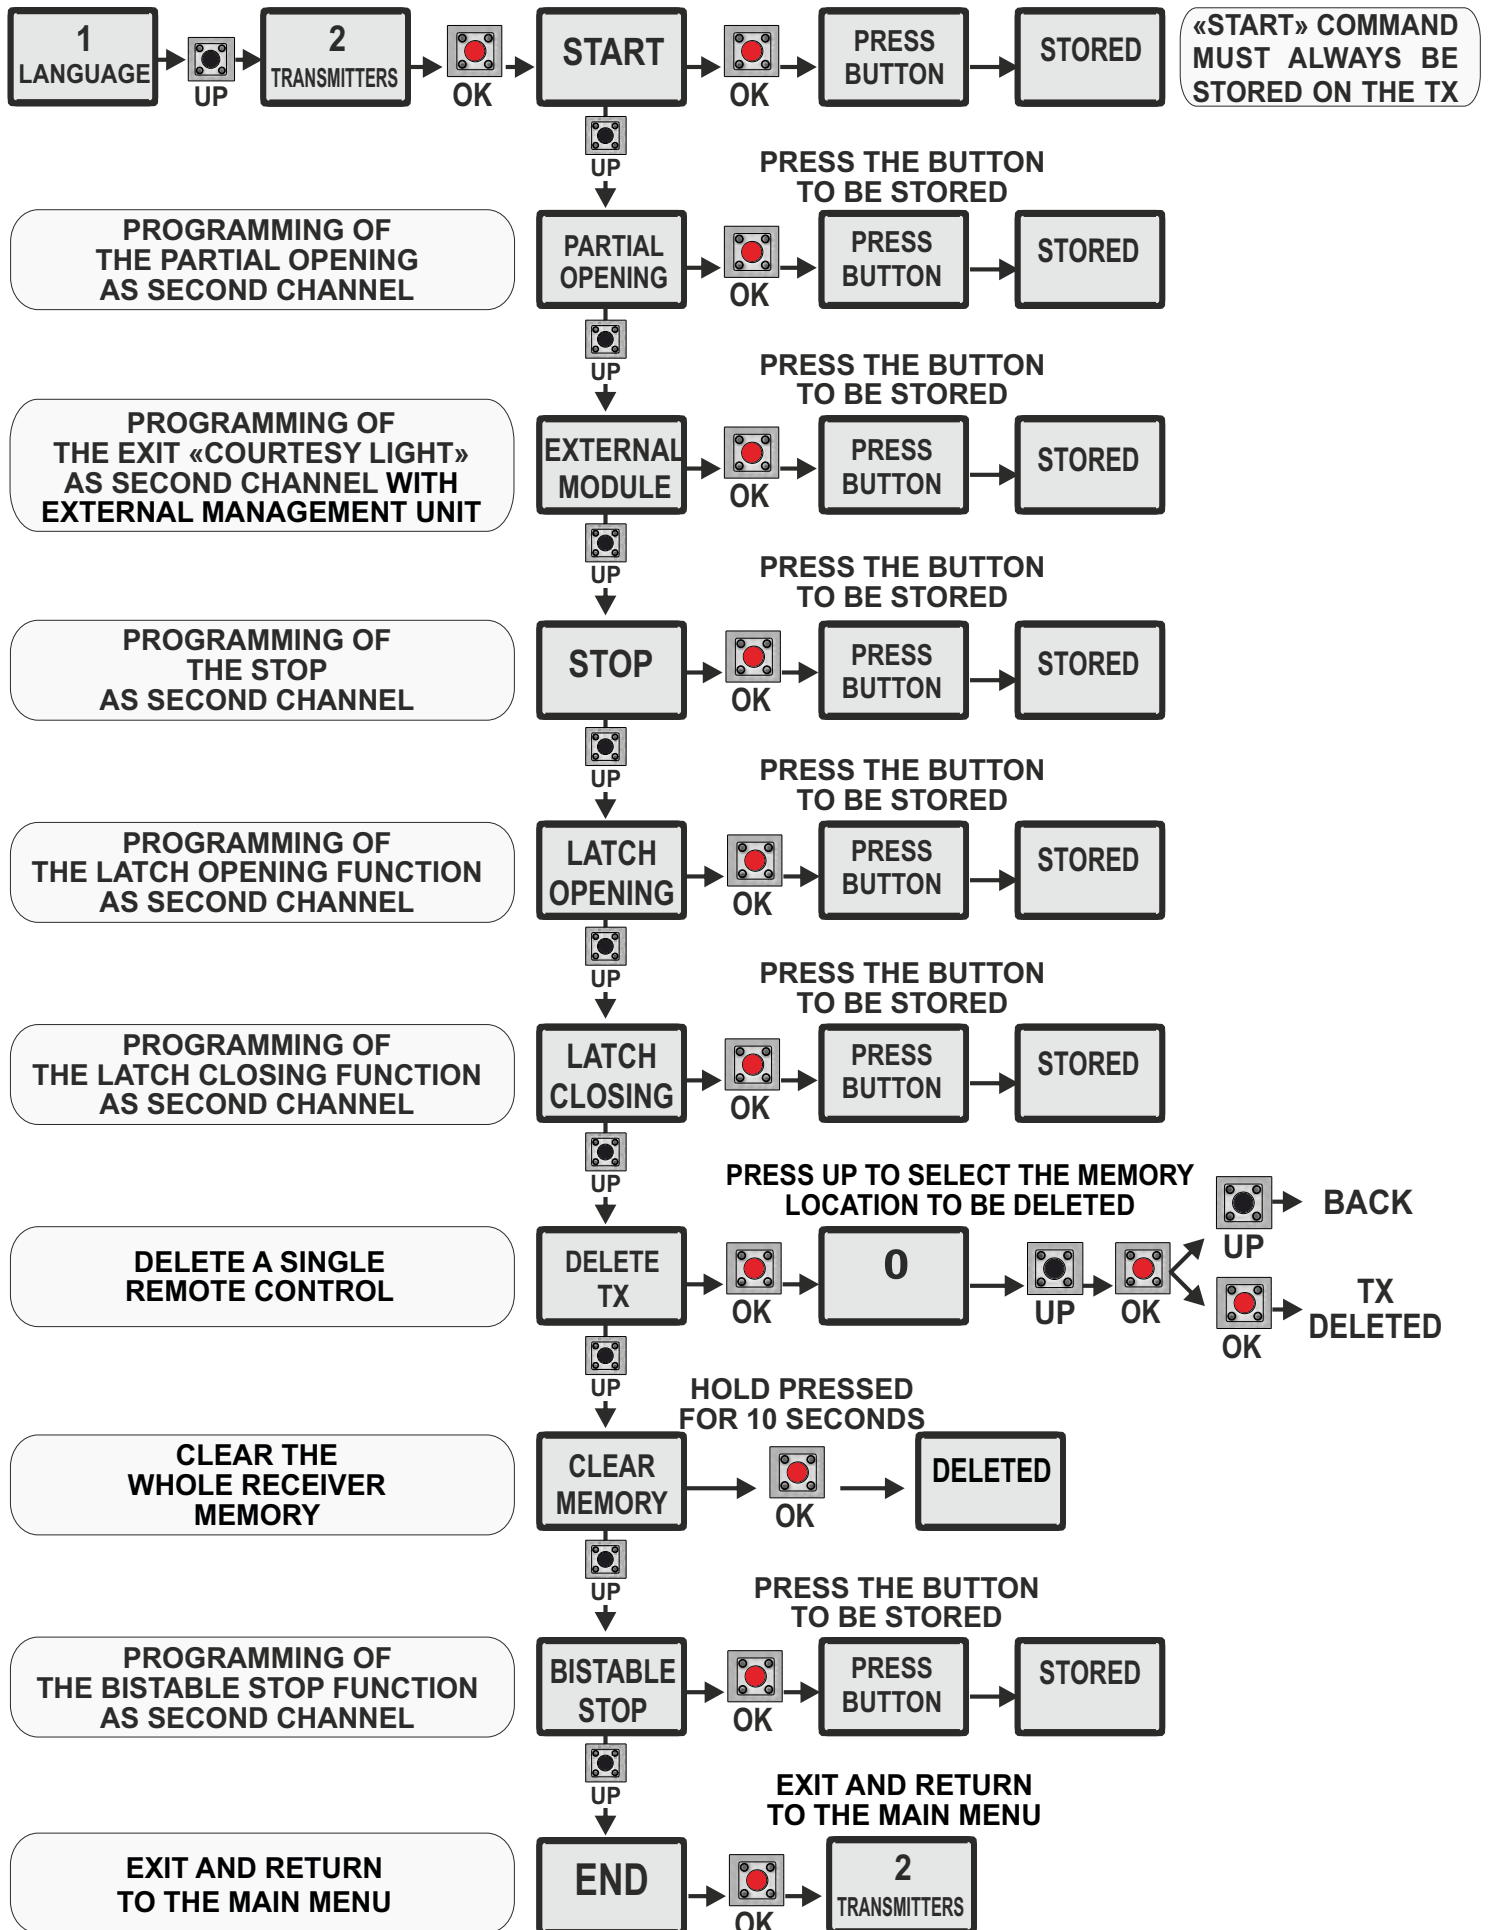 1
LANGUAGE
UP
2
TRANSMITTERS
OK
START
OK
PRESS
BUTTON
STORED
«START» COMMAND
MUST ALWAYS BE
STORED ON THE TX
UP
PRESS THE BUTTON
TO BE STORED
PROGRAMMING OF
THE PARTIAL OPENING
AS SECOND CHANNEL
PARTIAL
OPENING
OK
PRESS
BUTTON
STORED
UP
PRESS THE BUTTON
TO BE STORED
PROGRAMMING OF
THE EXIT «COURTESY LIGHT»
AS SECOND CHANNEL WITH
EXTERNAL MANAGEMENT UNIT
EXTERNAL
MODULE
OK
PRESS
BUTTON
STORED
UP
PRESS THE BUTTON
TO BE STORED
PROGRAMMING OF
THE STOP
AS SECOND CHANNEL
STOP
OK
PRESS
BUTTON
STORED
UP
PRESS THE BUTTON
TO BE STORED
PROGRAMMING OF
THE LATCH OPENING FUNCTION
AS SECOND CHANNEL
LATCH
OPENING
OK
PRESS
BUTTON
STORED
UP
PRESS THE BUTTON
TO BE STORED
PROGRAMMING OF
THE LATCH CLOSING FUNCTION
AS SECOND CHANNEL
LATCH
CLOSING
OK
PRESS
BUTTON
STORED
UP
PRESS UP TO SELECT THE MEMORY
LOCATION TO BE DELETED
DELETE A SINGLE
REMOTE CONTROL
DELETE
TX
OK
0
UP
OK
UP
BACK
OK
TX
DELETED
UP
HOLD PRESSED
FOR 10 SECONDS
CLEAR THE
WHOLE RECEIVER
MEMORY
CLEAR
MEMORY
OK
DELETED
UP
PRESS THE BUTTON
TO BE STORED
PROGRAMMING OF
THE BISTABLE STOP FUNCTION
AS SECOND CHANNEL
BISTABLE
STOP
OK
PRESS
BUTTON
STORED
UP
EXIT AND RETURN
TO THE MAIN MENU
EXIT AND RETURN
TO THE MAIN MENU
END
OK
2
TRANSMITTERS